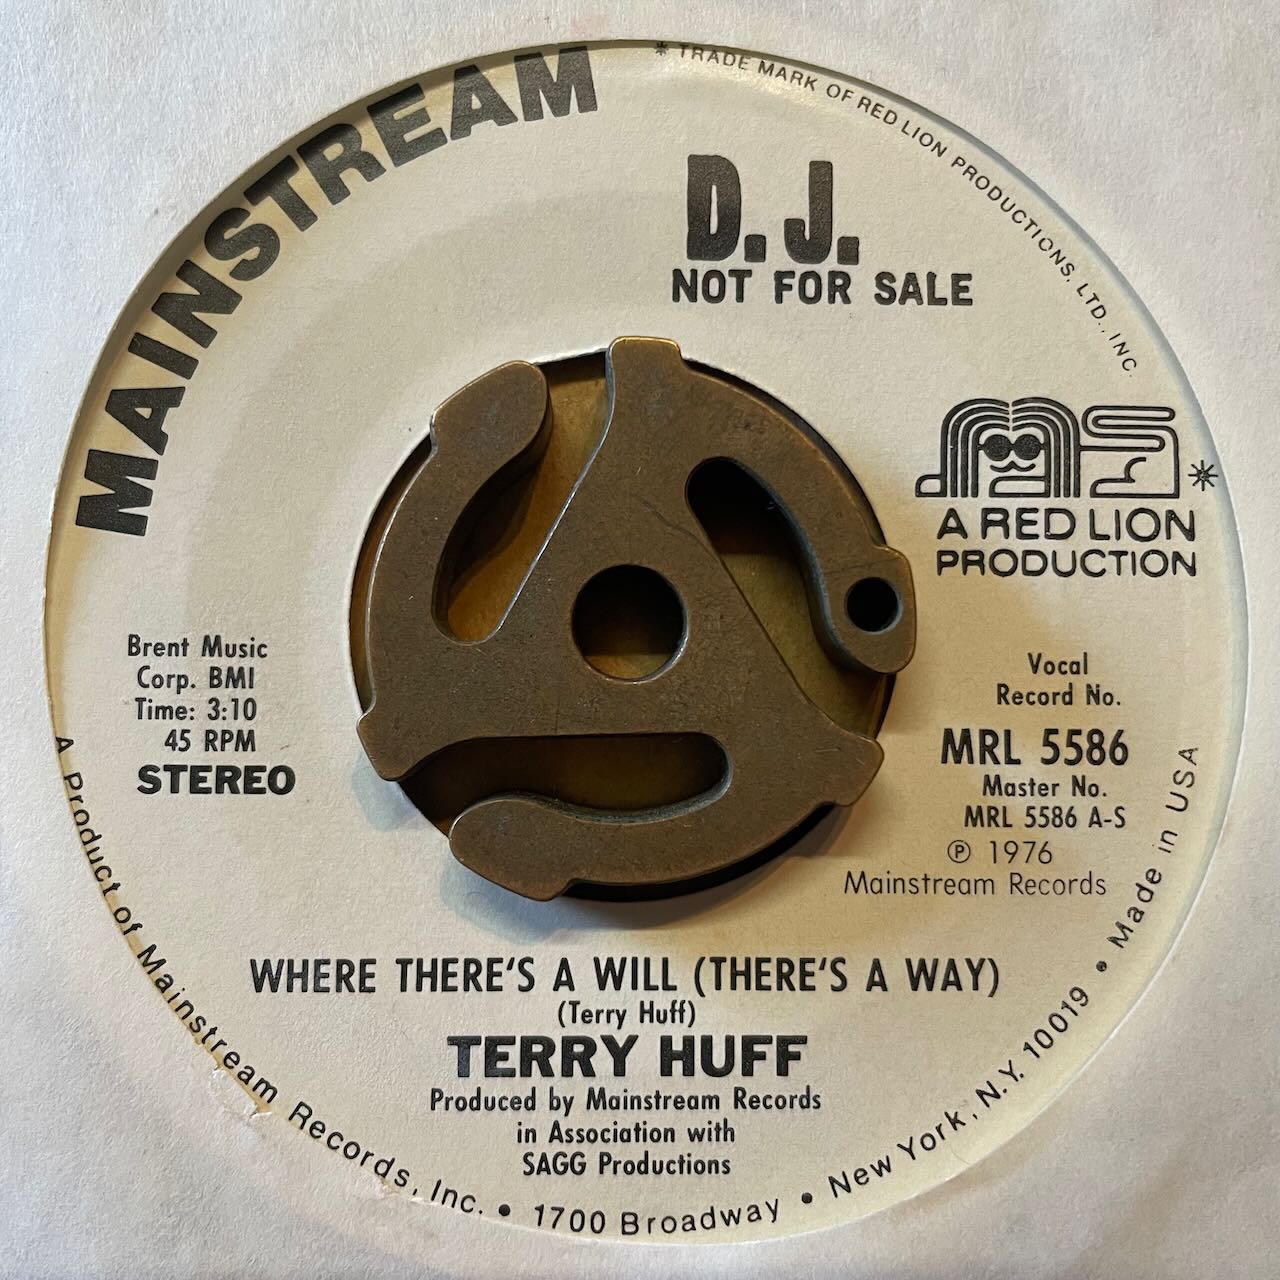 MAINSTREAM
* TRADE MARK OF RED LION PRODUCTIONS, LTD., INC.
D.J.
NOT FOR SALE
MS*
A RED LION
PRODUCTION
Brent Music
Corp. BMI
Time: 3:10
45 RPM
STEREO
Vocal
Record No.
MRL 5586
Master No.
MRL 5586 A-S
℗ 1976
Mainstream Records
WHERE THERE'S A WILL (THERE'S A WAY)
(Terry Huff)
TERRY HUFF
Produced by Mainstream Records
in Association with
SAGG Productions
A Product of Mainstream Records, Inc. • 1700 Broadway • New York, N.Y. 10019 • Made in USA